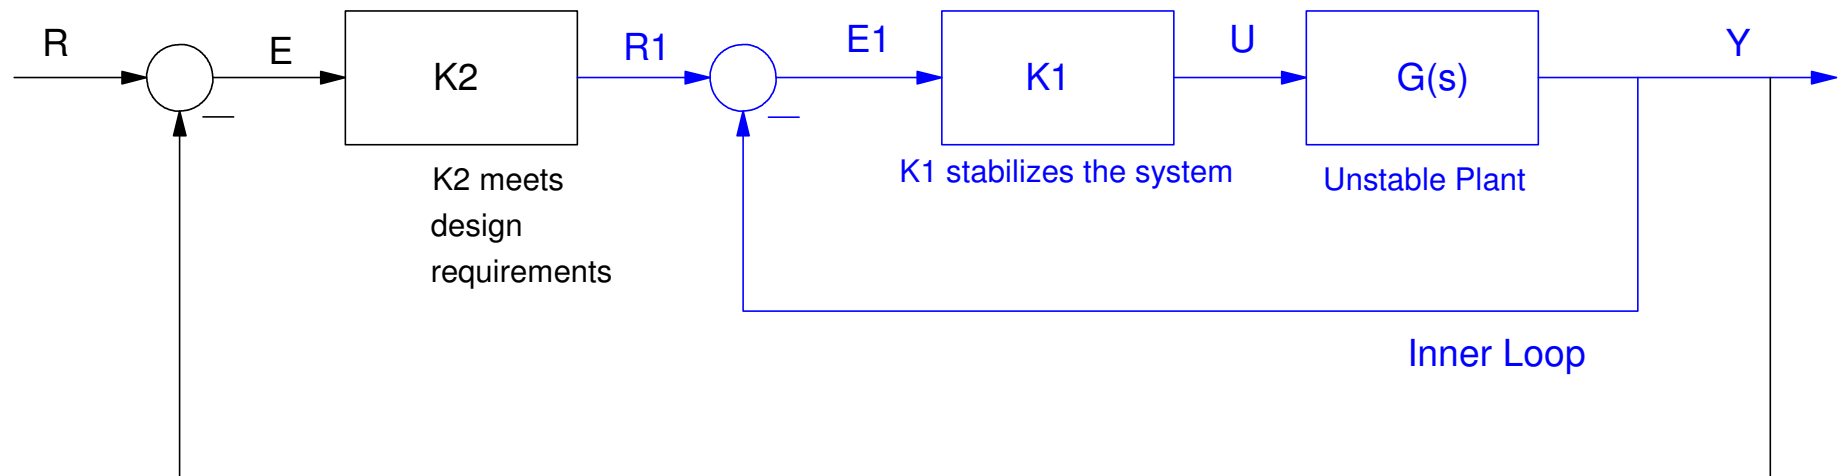 R
E
K2
R1
E1
K1
U
G(s)
Y
K2 meets
design
requirements
K1 stabilizes the system
Unstable Plant
Inner Loop